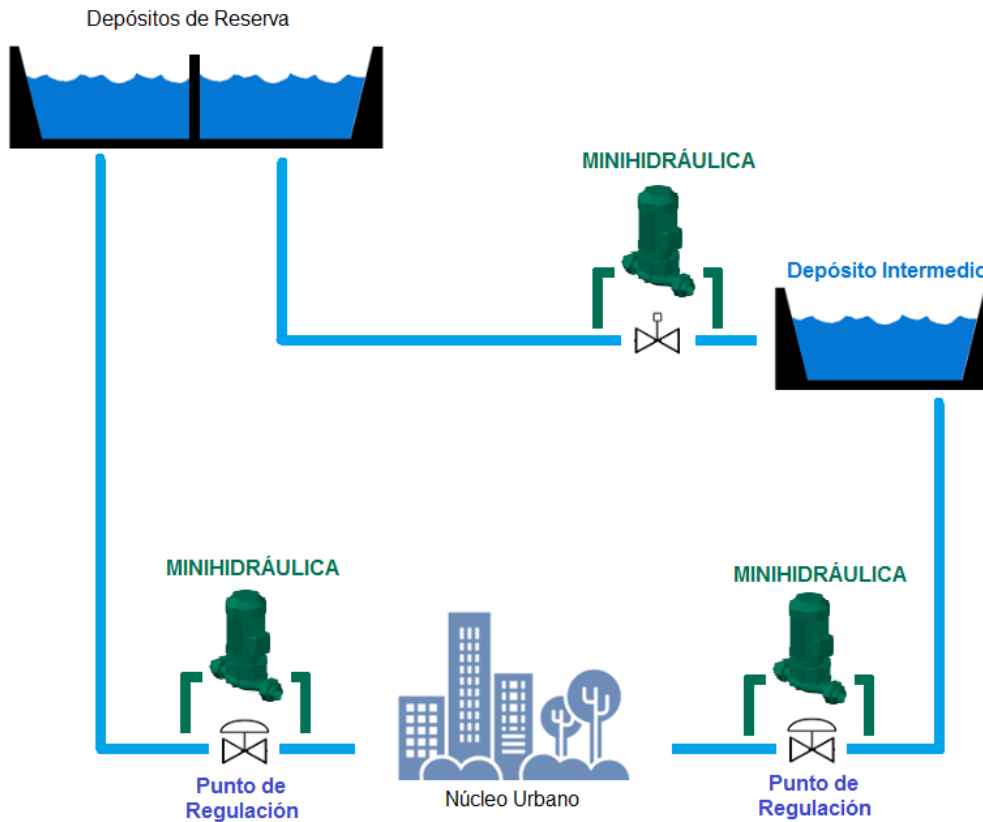 Depósitos de Reserva
MINIHIDRÁULICA
Depósito Intermedio
MINIHIDRÁULICA
MINIHIDRÁULICA
Punto de
Regulación
Núcleo Urbano
Punto de
Regulación